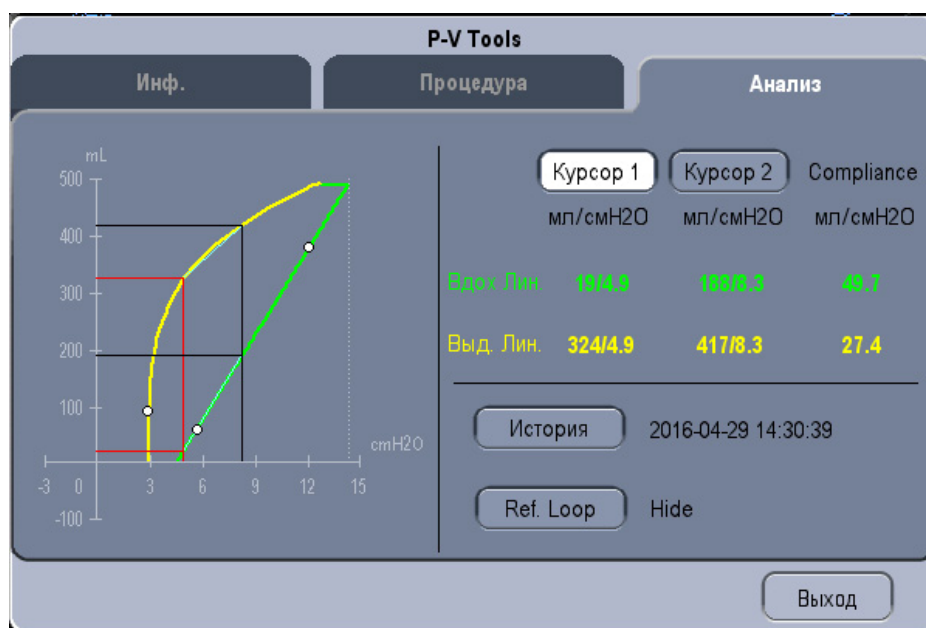 P-V Tools
Инф. Процедура Анализ
mL
500
400
300
200
100
-3 0 3 6 9 12 15
-100
cmH2O
Курсор 1 Курсор 2 Compliance
мл/смH2O мл/смH2O мл/смH2O
Вдох Лин. 19/4.9 188/8.3 49.7
Выд. Лин. 324/4.9 417/8.3 27.4
История 2016-04-29 14:30:39
Ref. Loop Hide
Выход